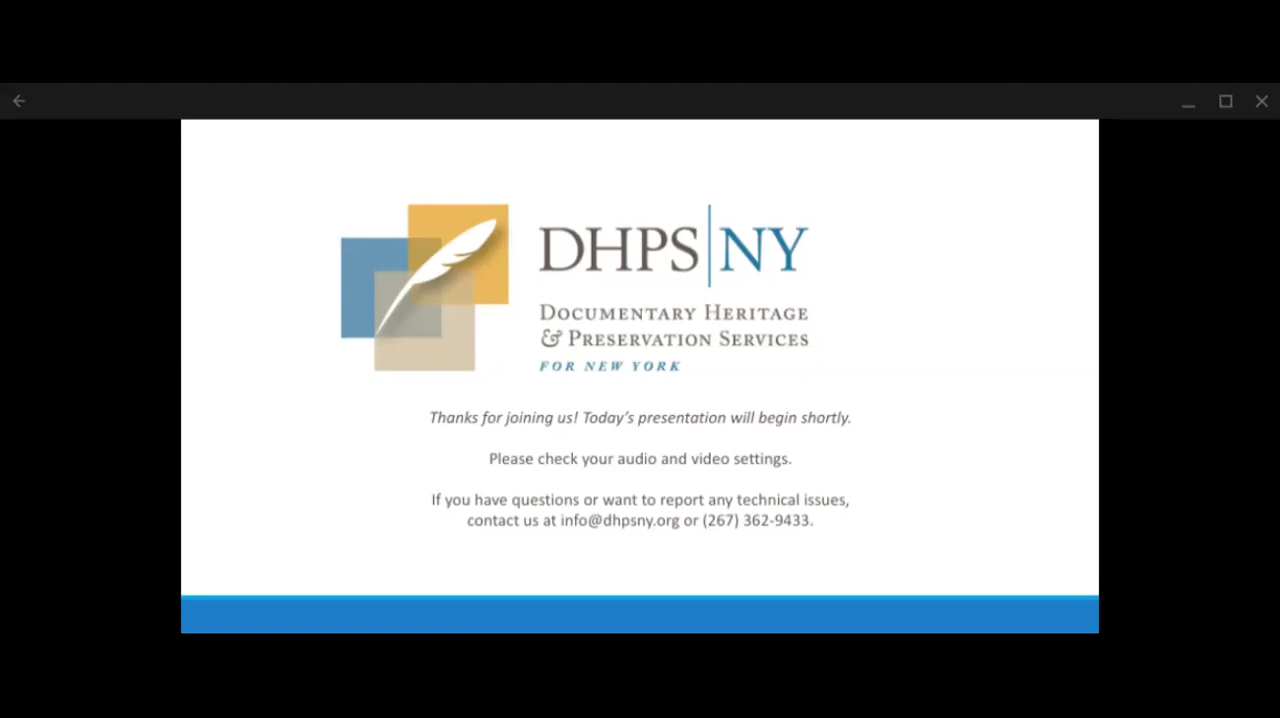 DHPS|NY
DOCUMENTARY HERITAGE
& PRESERVATION SERVICES
FOR NEW YORK
Thanks for joining us! Today's presentation will begin shortly.
Please check your audio and video settings.
If you have questions or want to report any technical issues,
contact us at info@dhpsny.org or (267) 362-9433.